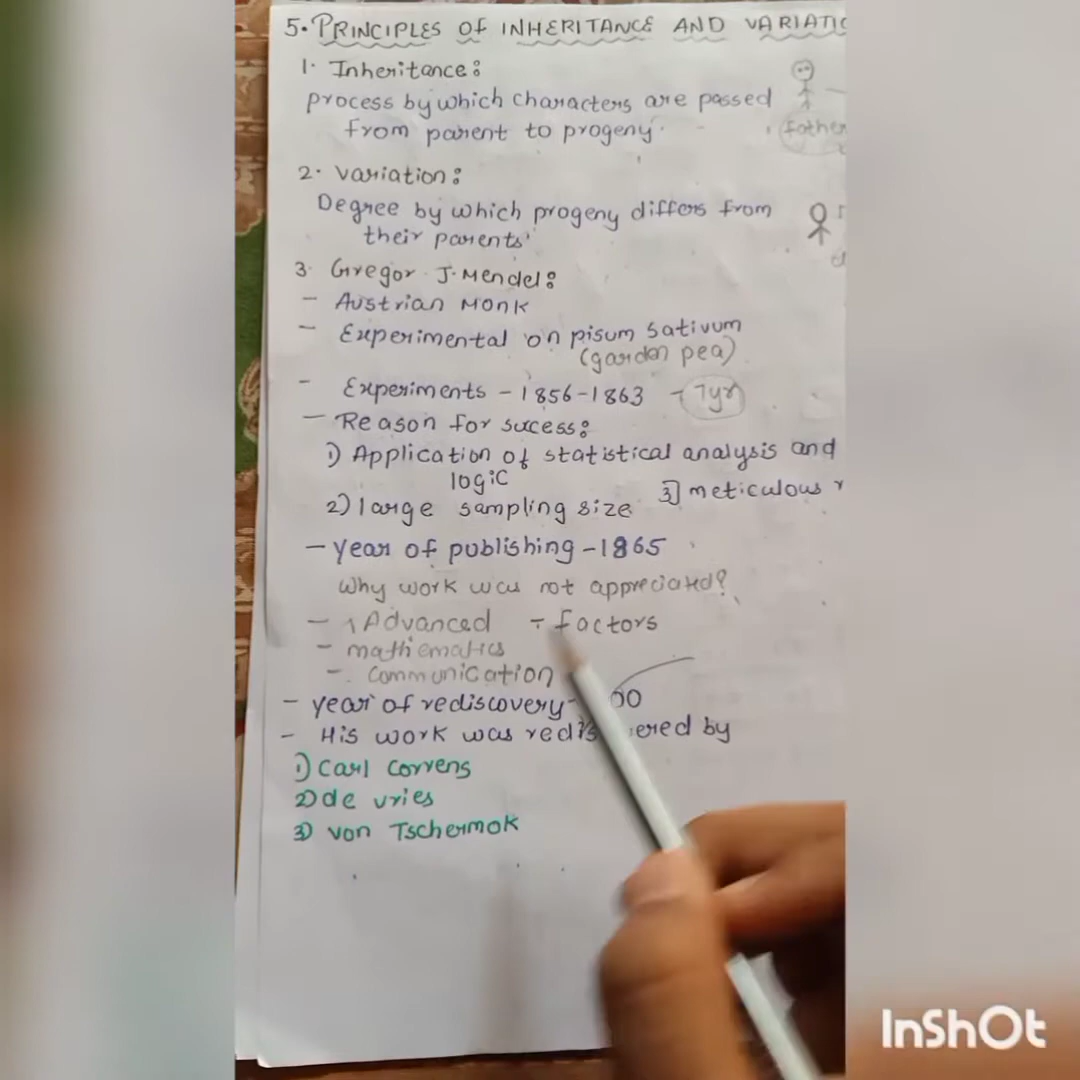 5. PRINCIPLES OF INHERITANCE AND VARIATIO
1. Inheritance:
process by which characters are passed
from parent to progeny.
father
2. Variation:
Degree by which progeny differs from
their parents.
3. Gregor J. Mendel:
- Austrian Monk
- Experimental on pisum sativum
(garden pea)
- Experiments - 1856-1863 - 7yr
- Reason for success:
1) Application of statistical analysis and
logic
3] meticulous
2) large sampling size
- year of publishing - 1865
Why work was not appreciated?
- Advanced - factors
- mathematics
- Communication
- year of rediscovery- 00
- His work was redis ered by
1) Carl Correns
2) de vries
3) von Tschermok
InShOt